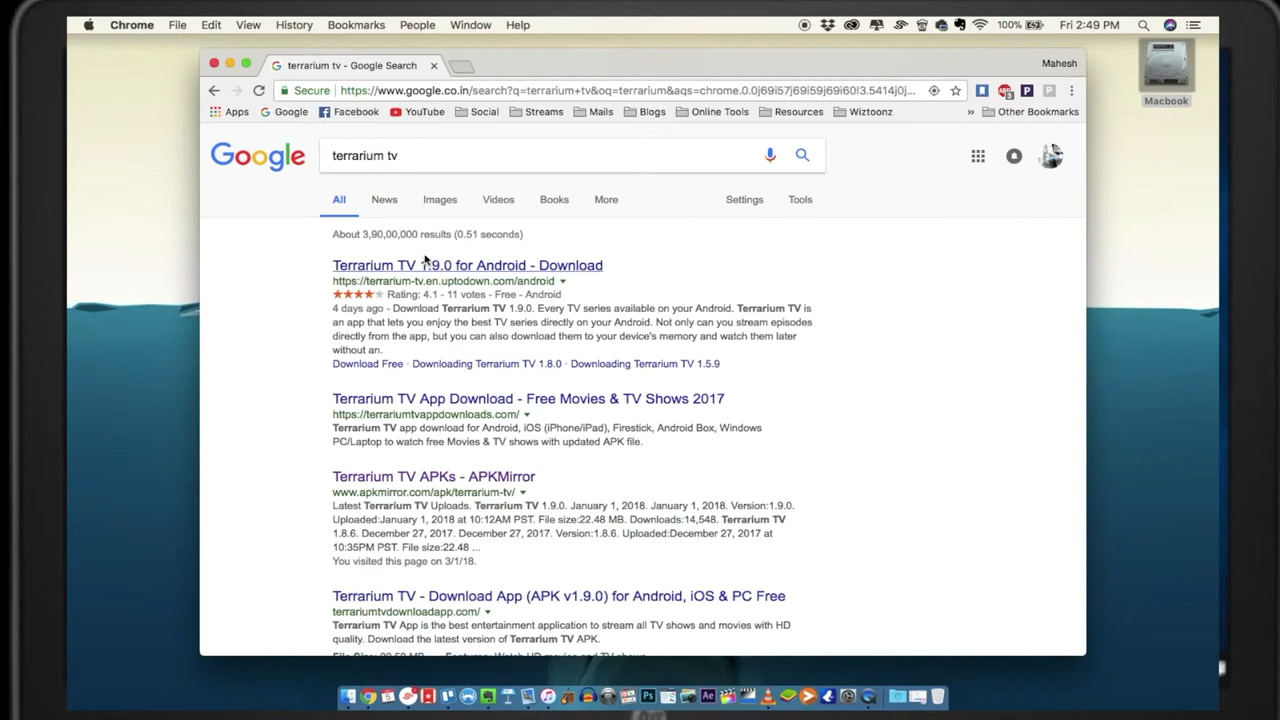 Chrome File Edit View History Bookmarks People Window Help 100% Fri 2:49 PM
terrarium tv - Google Search Mahesh
Secure https://www.google.co.in/search?q=terrarium+tv&oq=terrarium&aqs=chrome.0.0j69i57j69i59j69i60l3.5414j0j...
Macbook
Apps Google Facebook YouTube Social Streams Mails Blogs Online Tools Resources Wiztoonz » Other Bookmarks
Google terrarium tv
All News Images Videos Books More Settings Tools
About 3,90,00,000 results (0.51 seconds)
Terrarium TV 1.9.0 for Android - Download
https://terrarium-tv.en.uptodown.com/android
Rating: 4.1 - 11 votes - Free - Android
4 days ago - Download Terrarium TV 1.9.0. Every TV series available on your Android. Terrarium TV is
an app that lets you enjoy the best TV series directly on your Android. Not only can you stream episodes
directly from the app, but you can also download them to your device's memory and watch them later
without an.
Download Free · Downloading Terrarium TV 1.8.0 · Downloading Terrarium TV 1.5.9
Terrarium TV App Download - Free Movies & TV Shows 2017
https://terrariumtvappdownloads.com/
Terrarium TV app download for Android, iOS (iPhone/iPad), Firestick, Android Box, Windows
PC/Laptop to watch free Movies & TV shows with updated APK file.
Terrarium TV APKs - APKMirror
www.apkmirror.com/apk/terrarium-tv/
Latest Terrarium TV Uploads. Terrarium TV 1.9.0. January 1, 2018. January 1, 2018. Version:1.9.0.
Uploaded:January 1, 2018 at 10:12AM PST. File size:22.48 MB. Downloads:14,548. Terrarium TV
1.8.6. December 27, 2017. December 27, 2017. Version:1.8.6. Uploaded:December 27, 2017 at
10:35PM PST. File size:22.48 ...
You visited this page on 3/1/18.
Terrarium TV - Download App (APK v1.9.0) for Android, iOS & PC Free
terrariumtvdownloadapp.com/
Terrarium TV App is the best entertainment application to stream all TV shows and movies with HD
quality. Download the latest version of Terrarium TV APK.